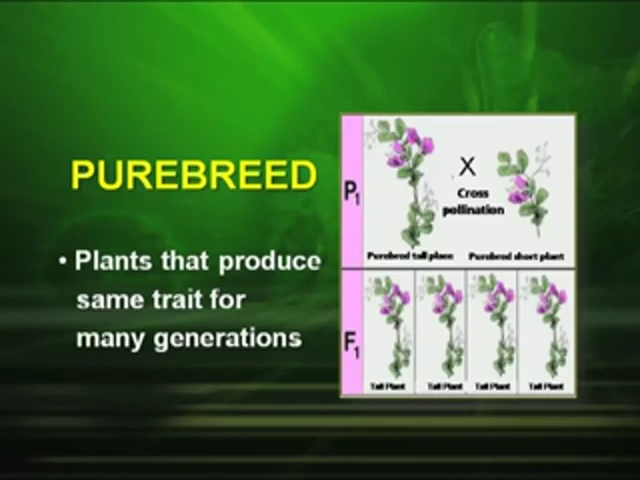 PUREBREED
• Plants that produce
same trait for
many generations
P1
X
Cross
pollination
Purebred tall plane
Purebred short plant
F1
Tall Plant
Tall Plant
Tall Plant
Tall Plant